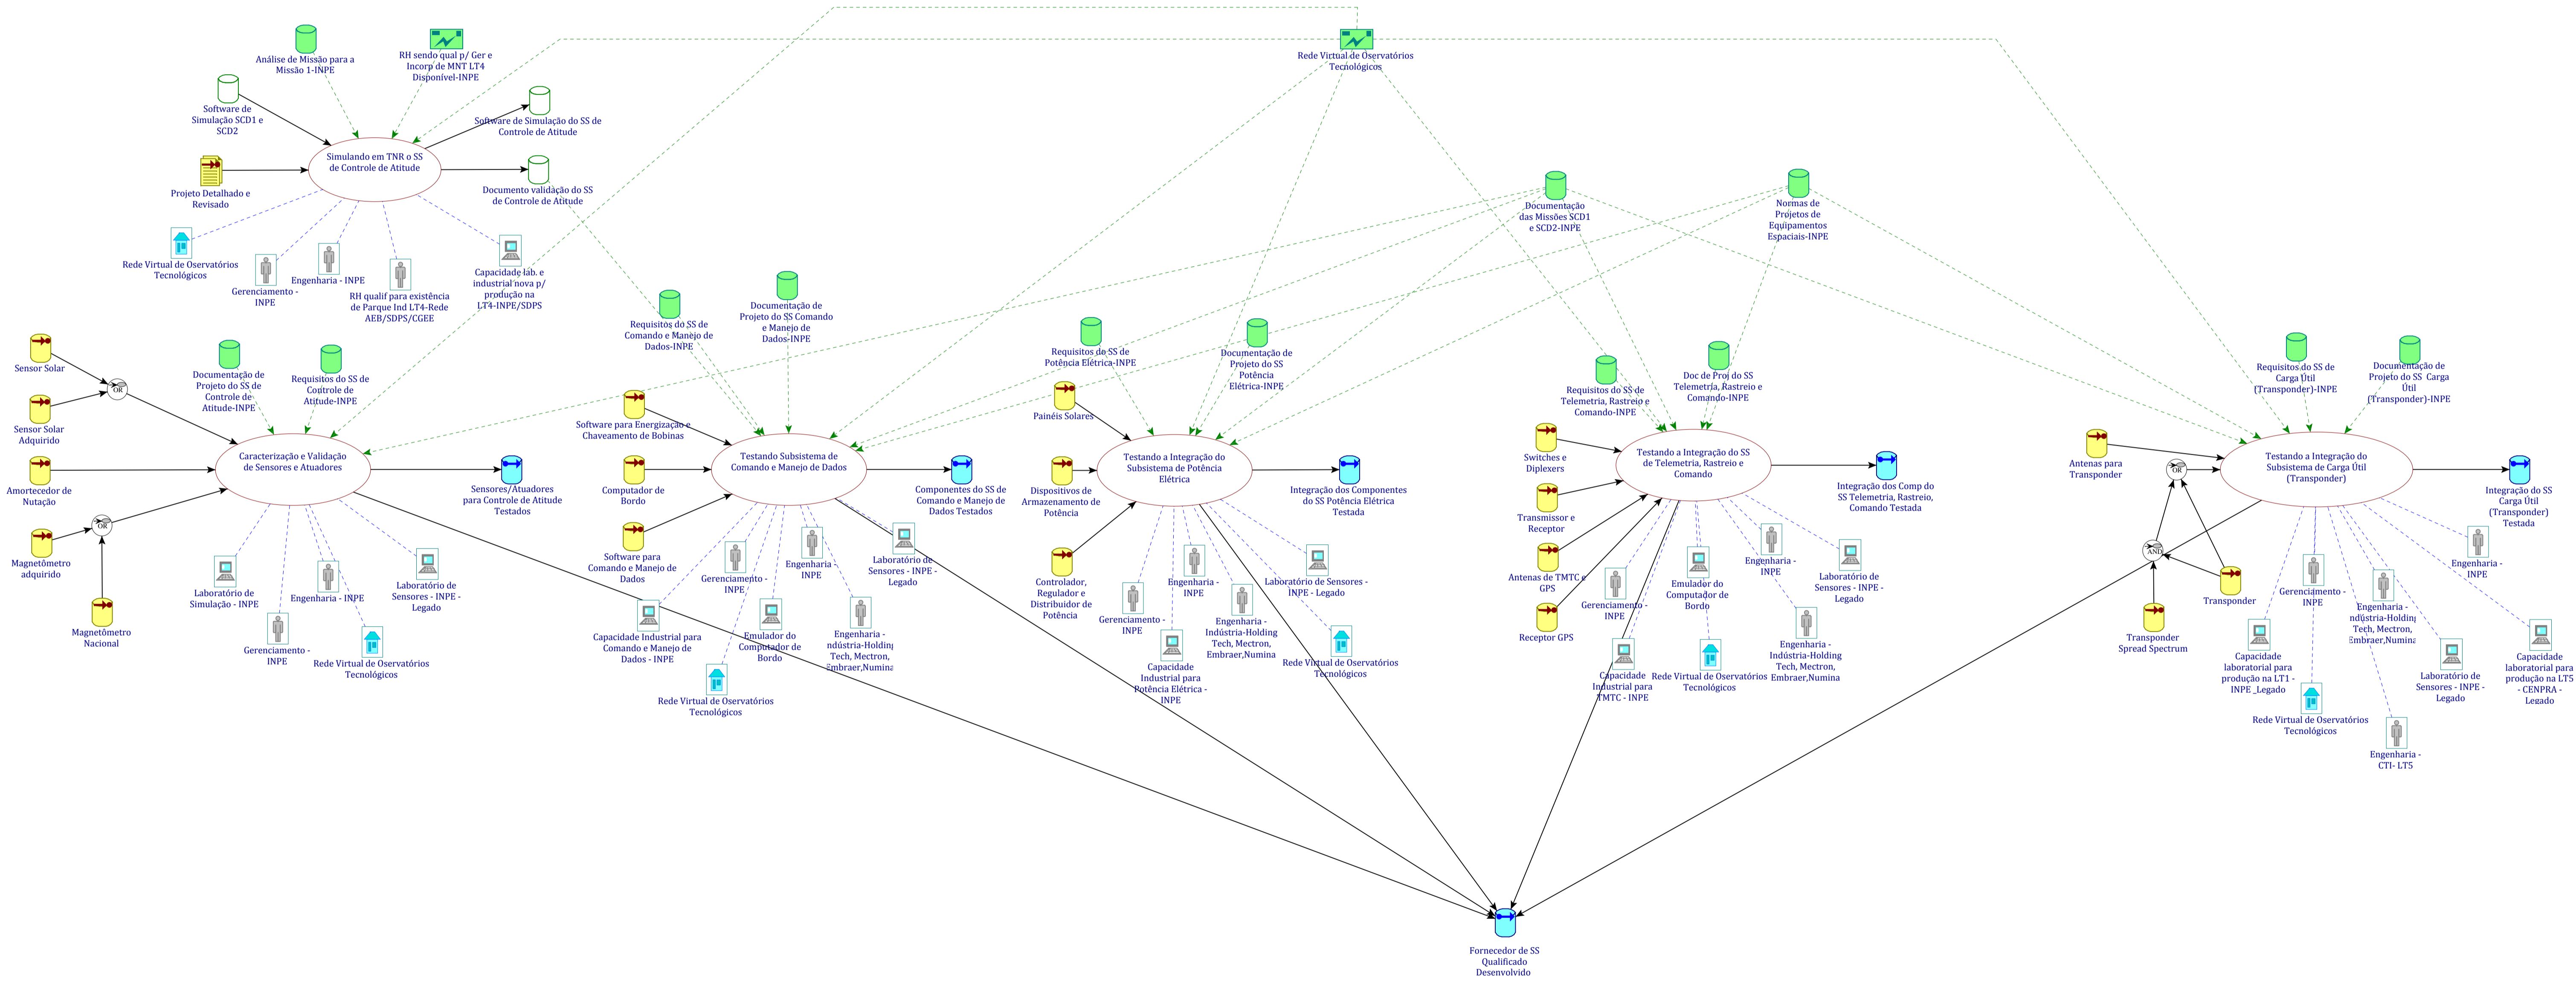 Análise de Missão para a
Missão 1-INPE
RH sendo qual p/ Ger e
Incorp de MNT LT4
Disponível-INPE
Rede Virtual de Oservatórios
Tecnológicos
Software de
Simulação SCD1 e
SCD2
Software de Simulação do SS de
Controle de Atitude
Simulando em TNR o SS
de Controle de Atitude
Projeto Detalhado e
Revisado
Documento validação do SS
de Controle de Atitude
Documentação
das Missões SCD1
e SCD2-INPE
Normas de
Projetos de
Equipamentos
Espaciais-INPE
Rede Virtual de Oservatórios
Tecnológicos
Gerenciamento -
INPE
Engenharia - INPE
RH qualif para existência
de Parque Ind LT4-Rede
AEB/SDPS/CGEE
Capacidade lab. e
industrial nova p/
produção na
LT4-INPE/SDPS
Sensor Solar
Sensor Solar
Adquirido
OR
Documentação de
Projeto do SS de
Controle de
Atitude-INPE
Requisitos do SS de
Controle de
Atitude-INPE
Caracterização e Validação
de Sensores e Atuadores
Amortecedor de
Nutação
OR
Magnetômetro
adquirido
Magnetômetro
Nacional
Sensores/Atuadores
para Controle de Atitude
Testados
Laboratório de
Simulação - INPE
Gerenciamento -
INPE
Engenharia - INPE
Rede Virtual de Oservatórios
Tecnológicos
Laboratório de
Sensores - INPE -
Legado
Requisitos do SS de
Comando e Manejo de
Dados-INPE
Documentação de
Projeto do SS Comando
e Manejo de
Dados-INPE
Software para Energização e
Chaveamento de Bobinas
Computador de
Bordo
Software para
Comando e Manejo de
Dados
Testando Subsistema de
Comando e Manejo de Dados
Componentes do SS de
Comando e Manejo de
Dados Testados
Capacidade Industrial para
Comando e Manejo de
Dados - INPE
Gerenciamento -
INPE
Rede Virtual de Oservatórios
Tecnológicos
Emulador do
Computador de
Bordo
Engenharia -
INPE
Engenharia -
ndústria-Holding
Tech, Mectron,
Embraer,Numina
Laboratório de
Sensores - INPE -
Legado
Requisitos do SS de
Potência Elétrica-INPE
Documentação de
Projeto do SS
Potência
Elétrica-INPE
Painéis Solares
Dispositivos de
Armazenamento de
Potência
Controlador,
Regulador e
Distribuidor de
Potência
Testando a Integração do
Subsistema de Potência
Elétrica
Integração dos Componentes
do SS Potência Elétrica
Testada
Gerenciamento -
INPE
Capacidade
Industrial para
Potência Elétrica -
INPE
Engenharia -
INPE
Engenharia -
Indústria-Holding
Tech, Mectron,
Embraer,Numina
Laboratório de Sensores -
INPE - Legado
Rede Virtual de Oservatórios
Tecnológicos
Requisitos do SS de
Telemetria, Rastreio e
Comando-INPE
Doc de Proj do SS
Telemetria, Rastreio e
Comando-INPE
Switches e
Diplexers
Transmissor e
Receptor
Antenas de TMTC e
GPS
Receptor GPS
Testando a Integração do SS
de Telemetria, Rastreio e
Comando
Integração dos Comp do
SS Telemetria, Rastreio,
Comando Testada
Gerenciamento -
INPE
Capacidade
Industrial para
TMTC - INPE
Emulador do
Computador de
Bordo
Rede Virtual de Oservatórios
Tecnológicos
Engenharia -
INPE
Engenharia -
Indústria-Holding
Tech, Mectron,
Embraer,Numina
Laboratório de
Sensores - INPE -
Legado
Requisitos do SS de
Carga Útil
(Transponder)-INPE
Documentação de
Projeto do SS Carga
Útil
(Transponder)-INPE
Antenas para
Transponder
OR
AND
Transponder
Transponder
Spread Spectrum
Testando a Integração do
Subsistema de Carga Útil
(Transponder)
Integração do SS
Carga Útil
(Transponder)
Testada
Capacidade
laboratorial para
produção na LT1 -
INPE _Legado
Gerenciamento -
INPE
Rede Virtual de Oservatórios
Tecnológicos
Engenharia -
ndústria-Holding
Tech, Mectron,
Embraer,Numina
Engenharia -
CTI- LT5
Laboratório de
Sensores - INPE -
Legado
Engenharia -
INPE
Capacidade
laboratorial para
produção na LT5
- CENPRA -
Legado
Fornecedor de SS
Qualificado
Desenvolvido